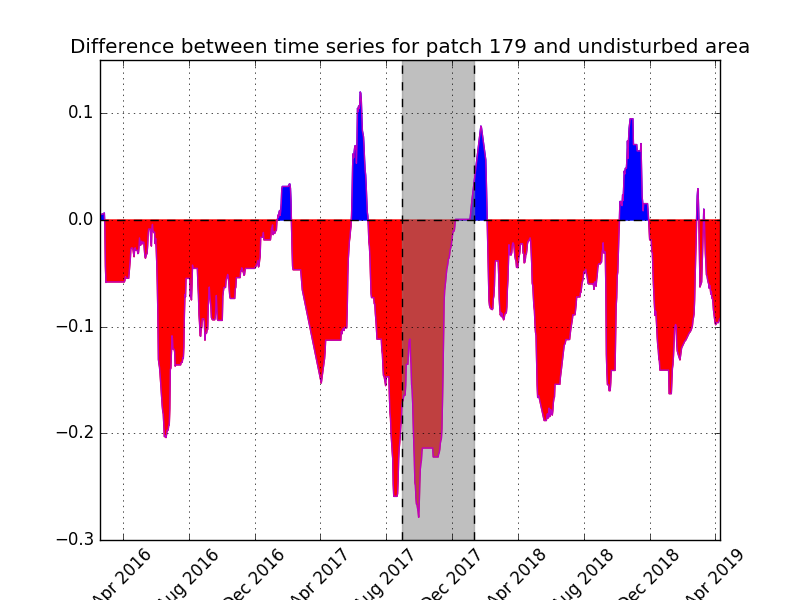 Difference between time series for patch 179 and undisturbed area
0.1
0.0
−0.1
−0.2
−0.3
Apr 2016
Aug 2016
Dec 2016
Apr 2017
Aug 2017
Dec 2017
Apr 2018
Aug 2018
Dec 2018
Apr 2019